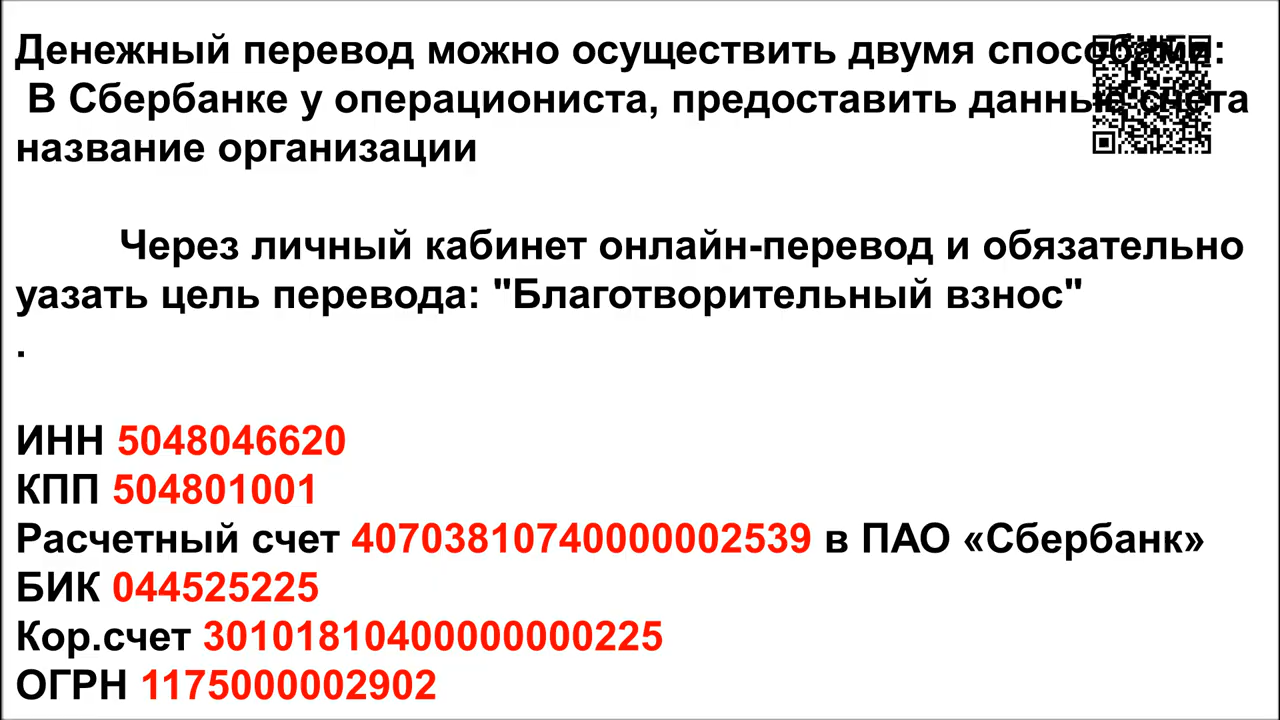 Денежный перевод можно осуществить двумя способами:
В Сбербанке у операциониста, предоставить данные счета
название организации
Через личный кабинет онлайн-перевод и обязательно
уазать цель перевода: "Благотворительный взнос"
.
ИНН 5048046620
КПП 504801001
Расчетный счет 40703810740000002539 в ПАО «Сбербанк»
БИК 044525225
Кор.счет 30101810400000000225
ОГРН 1175000002902